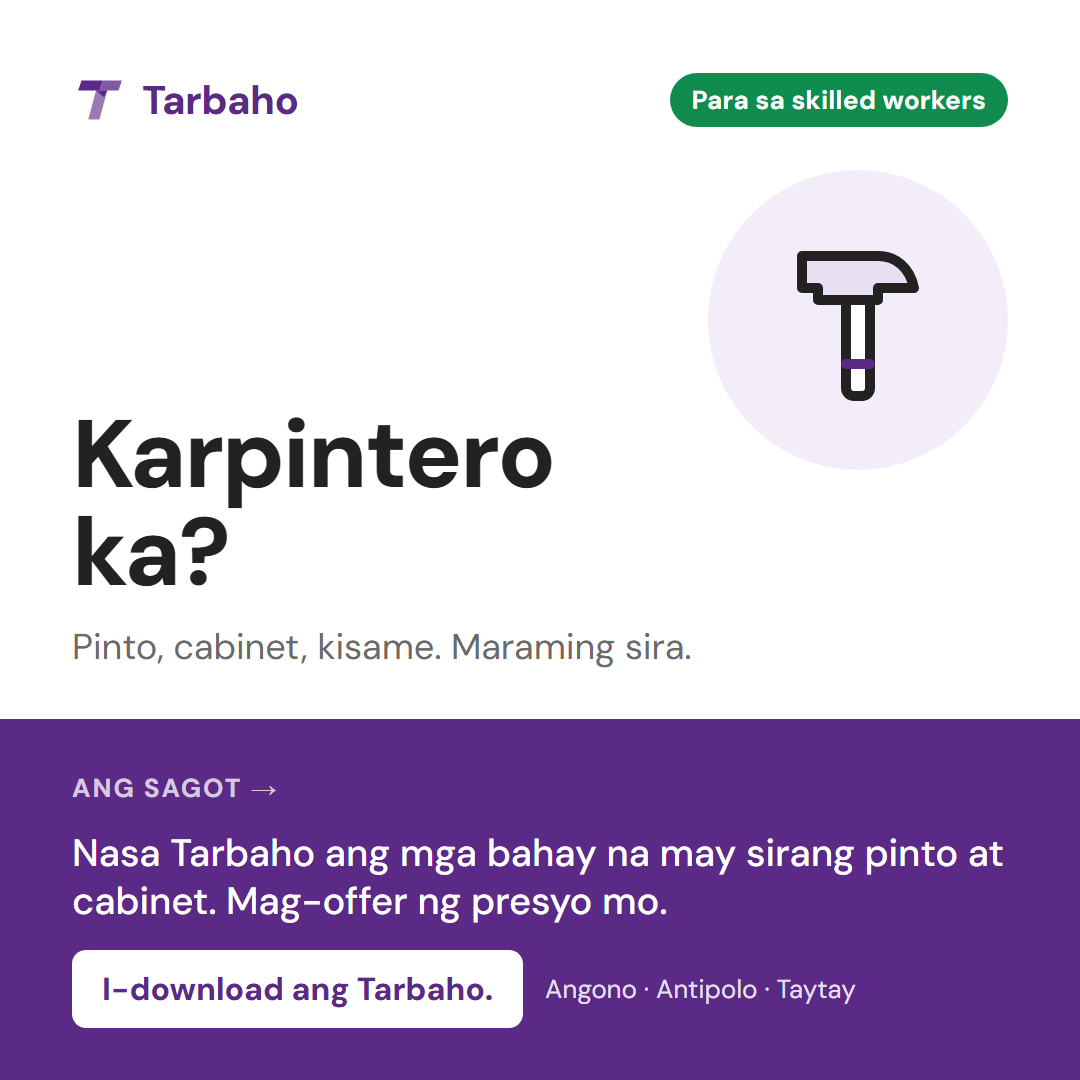 Tarbaho
Para sa skilled workers
Karpintero
ka?
Pinto, cabinet, kisame. Maraming sira.
ANG SAGOT →
Nasa Tarbaho ang mga bahay na may sirang pinto at
cabinet. Mag-offer ng presyo mo.
I-download ang Tarbaho.
Angono · Antipolo · Taytay